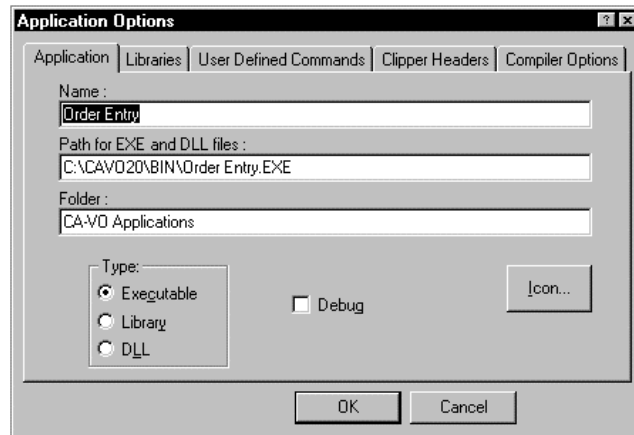 Application Options
Application Libraries User Defined Commands Clipper Headers Compiler Options
Name :
Order Entry
Path for EXE and DLL files :
C:\CAVO20\BIN\Order Entry.EXE
Folder :
CA-VO Applications
Type:
Executable
Library
DLL
Debug
Icon...
OK Cancel